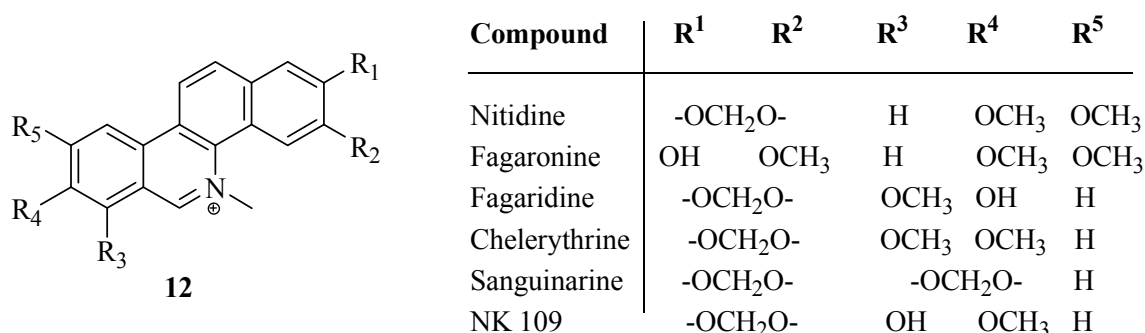 R1
R2
R5
R4
R3
N
⊕
12
Compound R1 R2 R3 R4 R5
Nitidine -OCH2O- H OCH3 OCH3
Fagaronine OH OCH3 H OCH3 OCH3
Fagaridine -OCH2O- OCH3 OH H
Chelerythrine -OCH2O- OCH3 OCH3 H
Sanguinarine -OCH2O- -OCH2O- H
NK 109 -OCH2O- OH OCH3 H